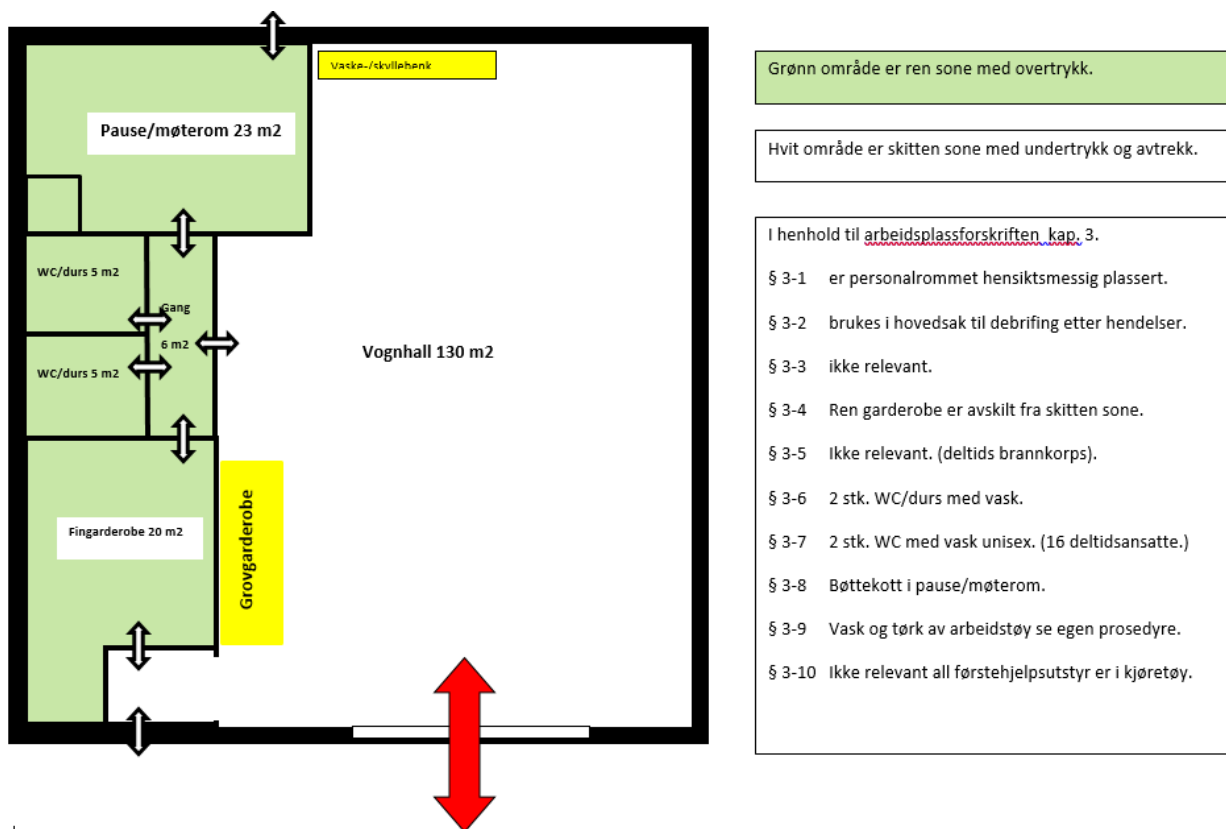 Vaske-/skyllebenk
Pause/møterom 23 m2
WC/durs 5 m2
Gang
6 m2
WC/durs 5 m2
Vognhall 130 m2
Fingarderobe 20 m2
Grovgarderobe
Grønn område er ren sone med overtrykk.
Hvit område er skitten sone med undertrykk og avtrekk.
I henhold til arbeidsplassforskriften kap. 3.
§ 3-1 er personalrommet hensiktsmessig plassert.
§ 3-2 brukes i hovedsak til debrifing etter hendelser.
§ 3-3 ikke relevant.
§ 3-4 Ren garderobe er avskilt fra skitten sone.
§ 3-5 Ikke relevant. (deltids brannkorps).
§ 3-6 2 stk. WC/durs med vask.
§ 3-7 2 stk. WC med vask unisex. (16 deltidsansatte.)
§ 3-8 Bøttekott i pause/møterom.
§ 3-9 Vask og tørk av arbeidstøy se egen prosedyre.
§ 3-10 Ikke relevant all førstehjelpsutstyr er i kjøretøy.